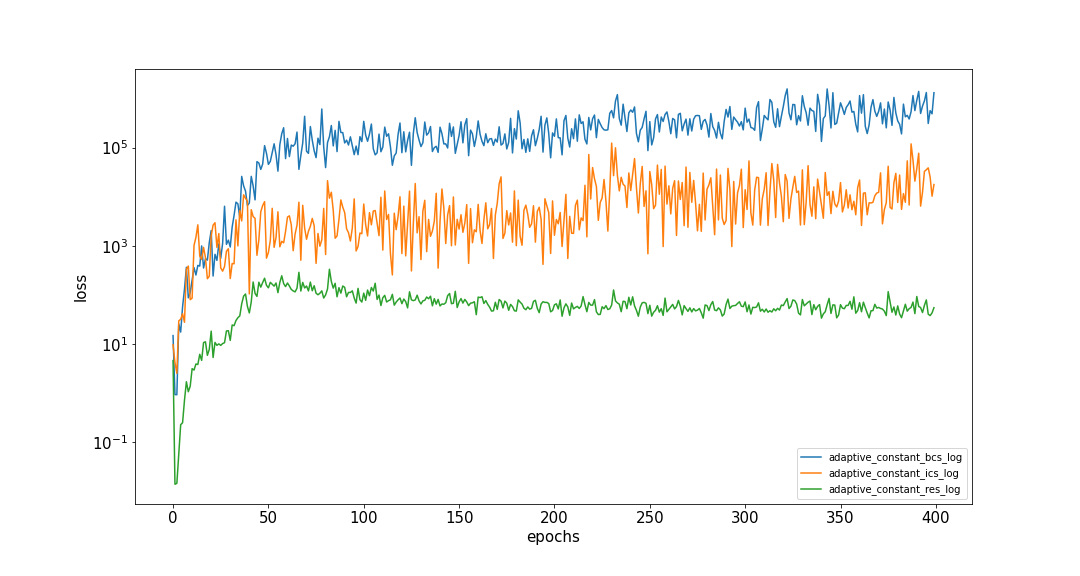 10^5
10^3
10^1
10^−1
loss
0 50 100 150 200 250 300 350 400
epochs
adaptive_constant_bcs_log
adaptive_constant_ics_log
adaptive_constant_res_log